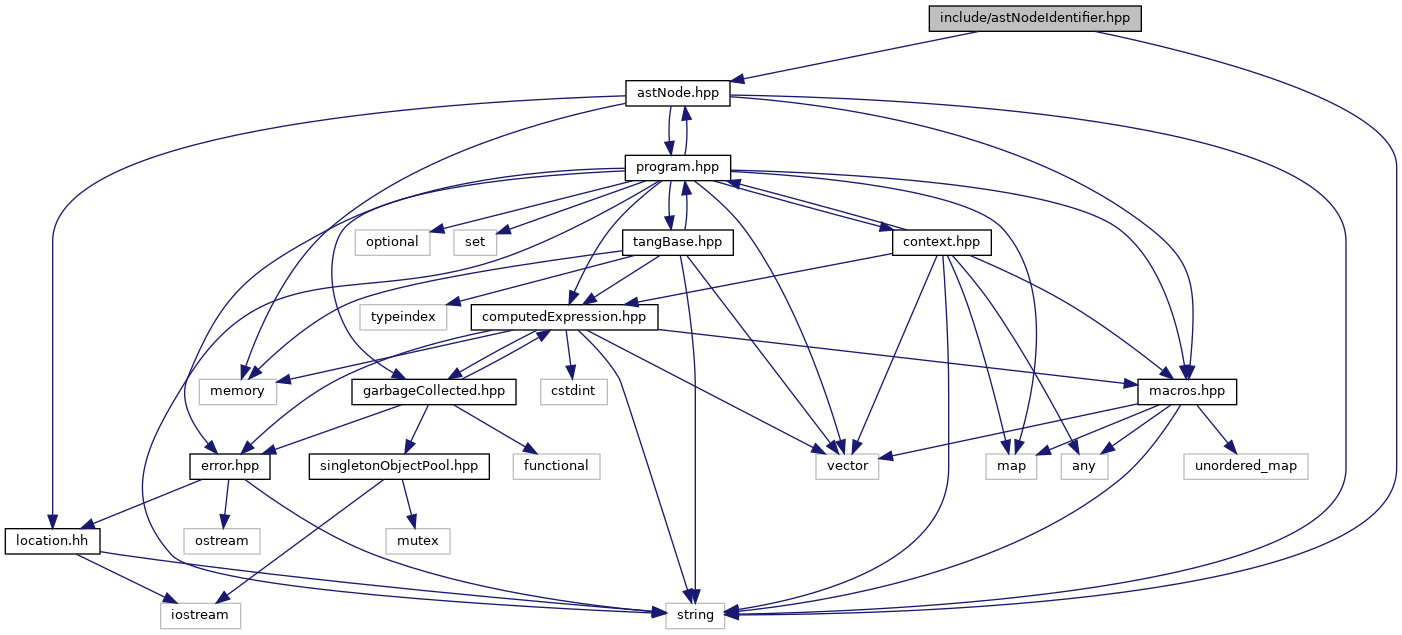 include/astNodeIdentifier.hpp
astNode.hpp
program.hpp
optional
set
tangBase.hpp
context.hpp
typeindex
computedExpression.hpp
memory
garbageCollected.hpp
cstdint
macros.hpp
error.hpp
singletonObjectPool.hpp
functional
vector
map
any
unordered_map
location.hh
ostream
mutex
iostream
string